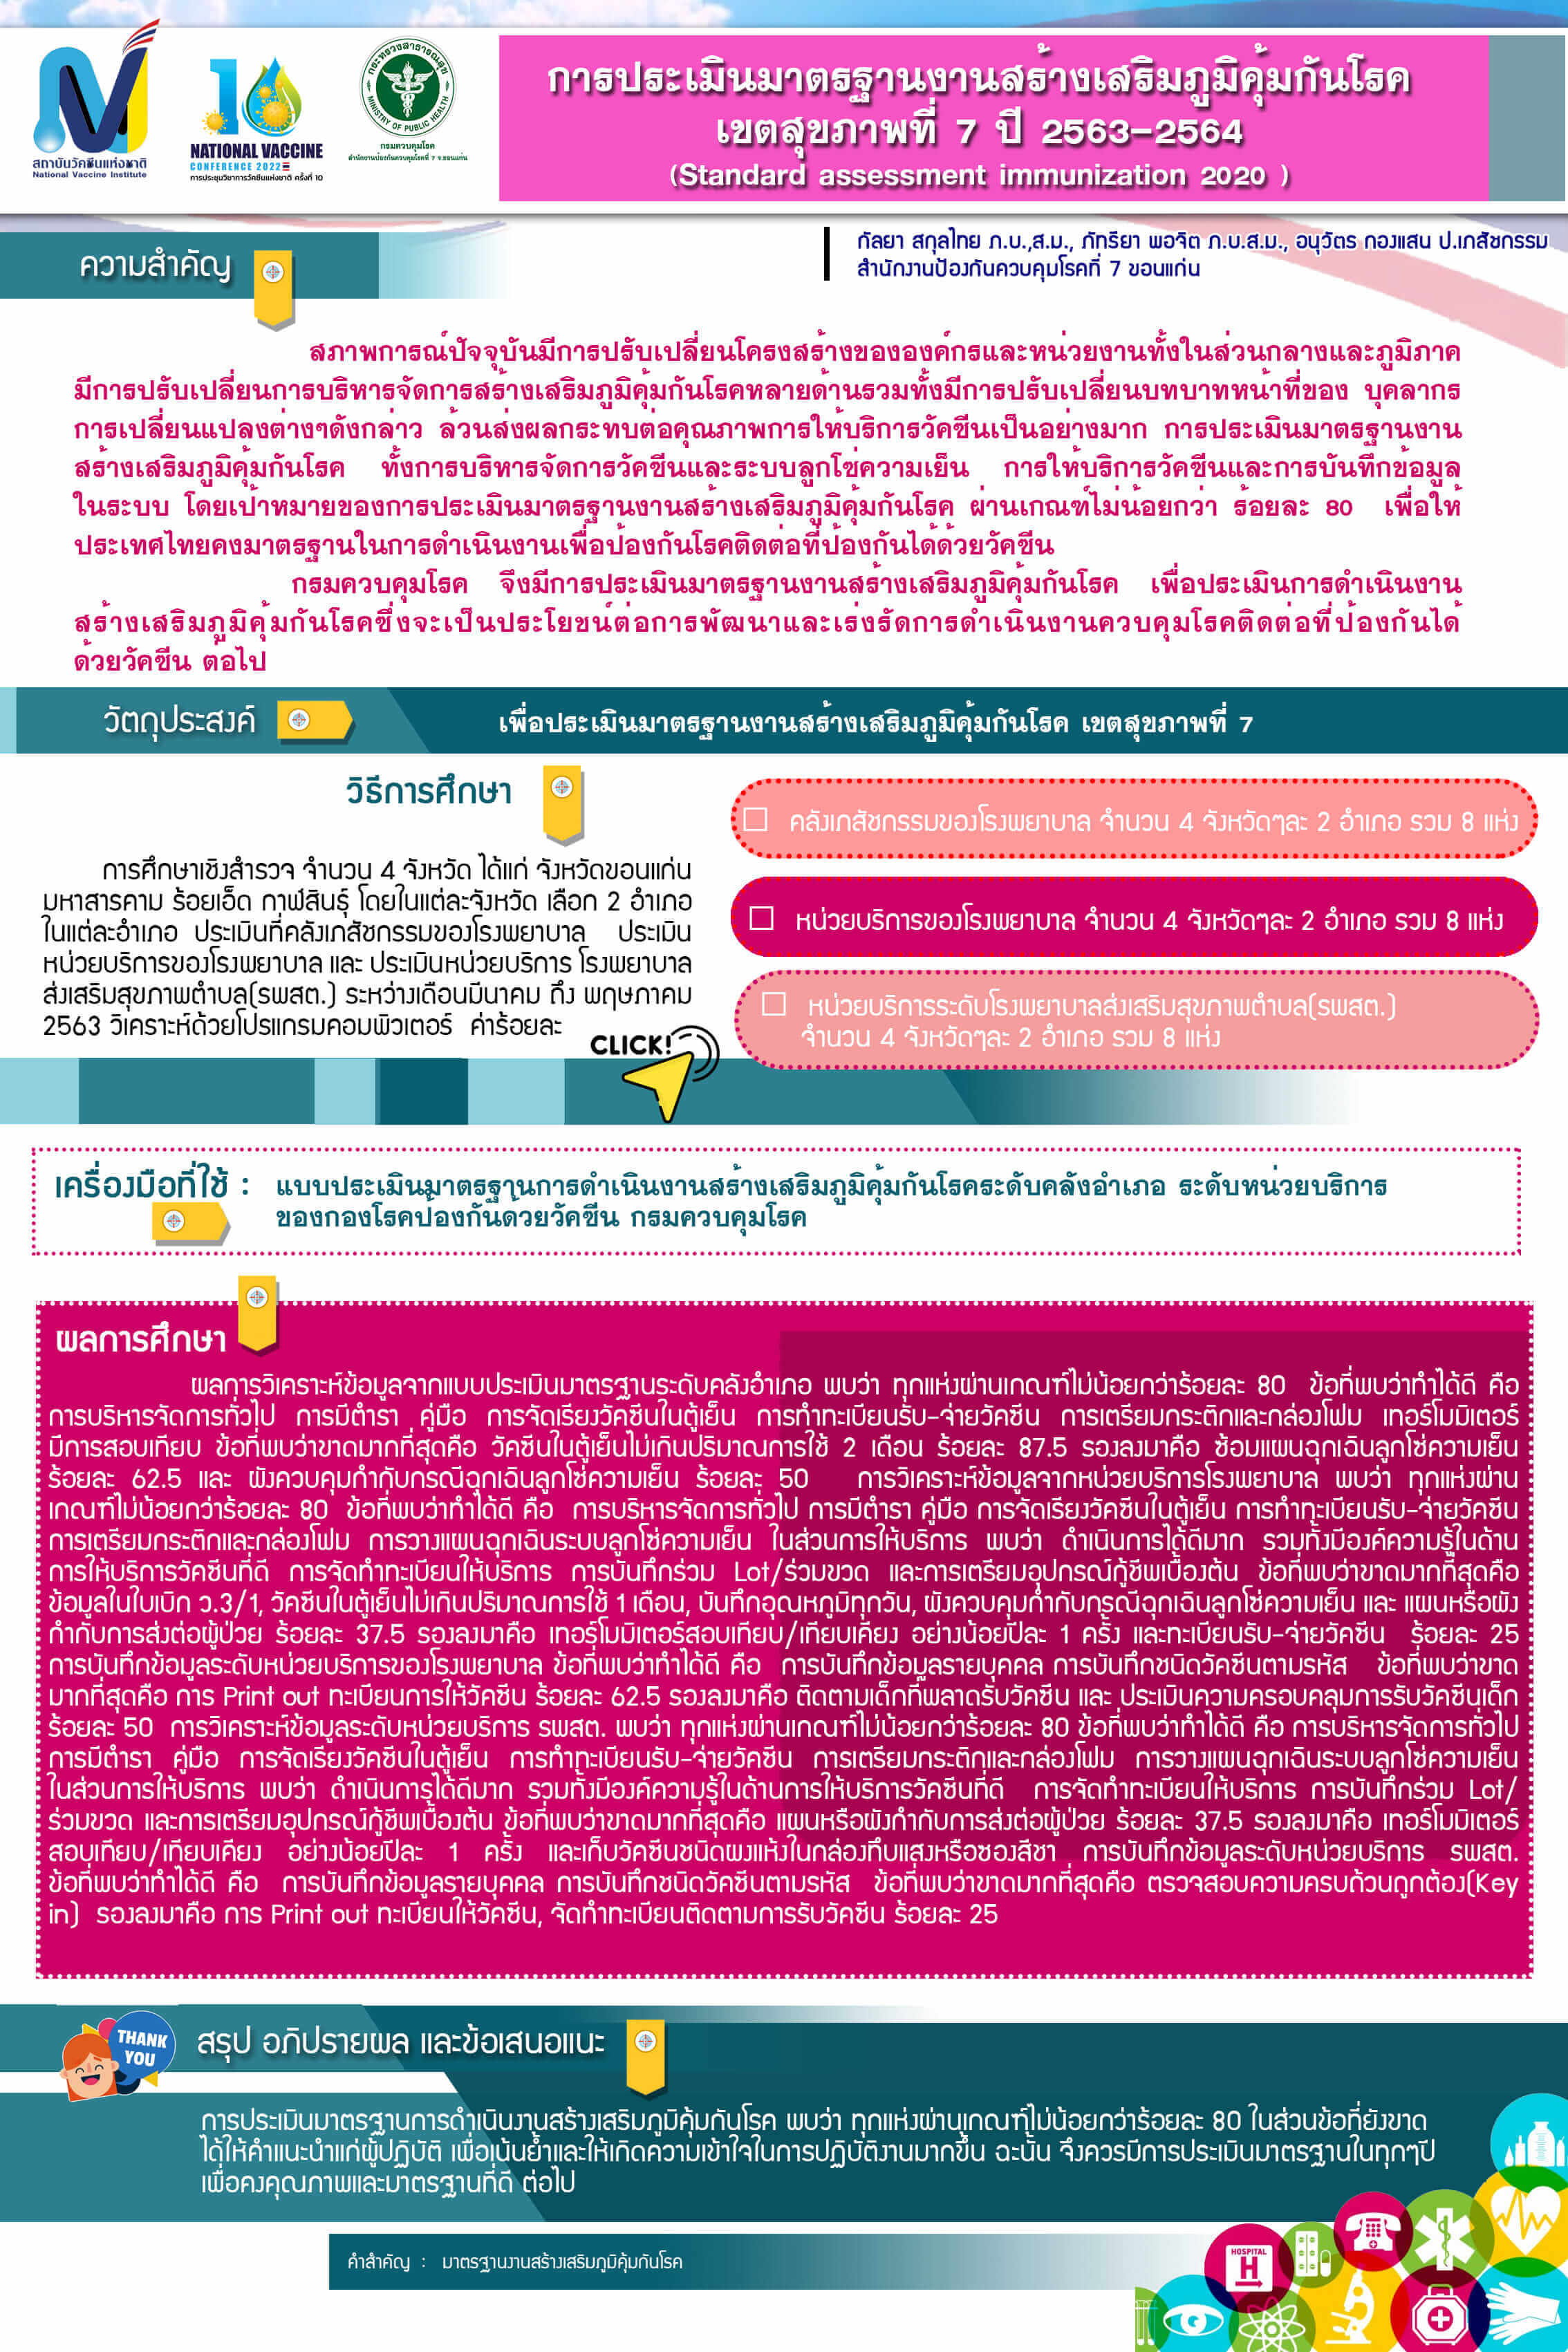 สถาบันวัคซีนแห่งชาติ
National Vaccine Institute
10
NATIONAL VACCINE
CONFERENCE 2022
การประชุมวิชาการวัคซีนแห่งชาติ ครั้งที่ 10
กระทรวงสาธารณสุข
MINISTRY OF PUBLIC HEALTH
กรมควบคุมโรค
สำนักงานป้องกันควบคุมโรคที่ 7 จ.ขอนแก่น
การประเมินมาตรฐานงานสร้างเสริมภูมิคุ้มกันโรค
เขตสุขภาพที่ 7 ปี 2563-2564
(Standard assessment immunization 2020 )
กัลยา สกุลไทย ภ.บ.,ส.ม., ภัทรียา พอจิต ภ.บ.ส.ม., อนุวัตร กองแสน ป.เภสัชกรรม
สำนักงานป้องกันควบคุมโรคที่ 7 ขอนแก่น
ความสำคัญ
สภาพการณ์ปัจจุบันมีการปรับเปลี่ยนโครงสร้างขององค์กรและหน่วยงานทั้งในส่วนกลางและภูมิภาค
มีการปรับเปลี่ยนการบริหารจัดการสร้างเสริมภูมิคุ้มกันโรคหลายด้านรวมทั้งมีการปรับเปลี่ยนบทบาทหน้าที่ของ บุคลากร
การเปลี่ยนแปลงต่างๆดังกล่าว ล้วนส่งผลกระทบต่อคุณภาพการให้บริการวัคซีนเป็นอย่างมาก การประเมินมาตรฐานงาน
สร้างเสริมภูมิคุ้มกันโรค ทั้งการบริหารจัดการวัคซีนและระบบลูกโซ่ความเย็น การให้บริการวัคซีนและการบันทึกข้อมูล
ในระบบ โดยเป้าหมายของการประเมินมาตรฐานงานสร้างเสริมภูมิคุ้มกันโรค ผ่านเกณฑ์ไม่น้อยกว่า ร้อยละ 80 เพื่อให้
ประเทศไทยคงมาตรฐานในการดำเนินงานเพื่อป้องกันโรคติดต่อที่ป้องกันได้ด้วยวัคซีน
กรมควบคุมโรค จึงมีการประเมินมาตรฐานงานสร้างเสริมภูมิคุ้มกันโรค เพื่อประเมินการดำเนินงาน
สร้างเสริมภูมิคุ้มกันโรคซึ่งจะเป็นประโยชน์ต่อการพัฒนาและเร่งรัดการดำเนินงานควบคุมโรคติดต่อที่ป้องกันได้
ด้วยวัคซีน ต่อไป
วัตถุประสงค์
เพื่อประเมินมาตรฐานงานสร้างเสริมภูมิคุ้มกันโรค เขตสุขภาพที่ 7
วิธีการศึกษา
การศึกษาเชิงสำรวจ จำนวน 4 จังหวัด ได้แก่ จังหวัดขอนแก่น
มหาสารคาม ร้อยเอ็ด กาฬสินธุ์ โดยในแต่ละจังหวัด เลือก 2 อำเภอ
ในแต่ละอำเภอ ประเมินที่คลังเภสัชกรรมของโรงพยาบาล ประเมิน
หน่วยบริการของโรงพยาบาล และ ประเมินหน่วยบริการ โรงพยาบาล
ส่งเสริมสุขภาพตำบล(รพสต.) ระหว่างเดือนมีนาคม ถึง พฤษภาคม
2563 วิเคราะห์ด้วยโปรแกรมคอมพิวเตอร์ ค่าร้อยละ
CLICK!
คลังเภสัชกรรมของโรงพยาบาล จำนวน 4 จังหวัดๆละ 2 อำเภอ รวม 8 แห่ง
หน่วยบริการของโรงพยาบาล จำนวน 4 จังหวัดๆละ 2 อำเภอ รวม 8 แห่ง
หน่วยบริการระดับโรงพยาบาลส่งเสริมสุขภาพตำบล(รพสต.)
จำนวน 4 จังหวัดๆละ 2 อำเภอ รวม 8 แห่ง
เครื่องมือที่ใช้ : แบบประเมินมาตรฐานการดำเนินงานสร้างเสริมภูมิคุ้มกันโรคระดับคลังอำเภอ ระดับหน่วยบริการ
ของกองโรคป้องกันด้วยวัคซีน กรมควบคุมโรค
ผลการศึกษา
ผลการวิเคราะห์ข้อมูลจากแบบประเมินมาตรฐานระดับคลังอำเภอ พบว่า ทุกแห่งผ่านเกณฑ์ไม่น้อยกว่าร้อยละ 80 ข้อที่พบว่าทำได้ดี คือ
การบริหารจัดการทั่วไป การมีตำรา คู่มือ การจัดเรียงวัคซีนในตู้เย็น การทำทะเบียนรับ-จ่ายวัคซีน การเตรียมกระติกและกล่องโฟม เทอร์โมมิเตอร์
มีการสอบเทียบ ข้อที่พบว่าขาดมากที่สุดคือ วัคซีนในตู้เย็นไม่เกินปริมาณการใช้ 2 เดือน ร้อยละ 87.5 รองลงมาคือ ซ้อมแผนฉุกเฉินลูกโซ่ความเย็น
ร้อยละ 62.5 และ ผังควบคุมกำกับกรณีฉุกเฉินลูกโซ่ความเย็น ร้อยละ 50 การวิเคราะห์ข้อมูลจากหน่วยบริการโรงพยาบาล พบว่า ทุกแห่งผ่าน
เกณฑ์ไม่น้อยกว่าร้อยละ 80 ข้อที่พบว่าทำได้ดี คือ การบริหารจัดการทั่วไป การมีตำรา คู่มือ การจัดเรียงวัคซีนในตู้เย็น การทำทะเบียนรับ-จ่ายวัคซีน
การเตรียมกระติกและกล่องโฟม การวางแผนฉุกเฉินระบบลูกโซ่ความเย็น ในส่วนการให้บริการ พบว่า ดำเนินการได้ดีมาก รวมทั้งมีองค์ความรู้ในด้าน
การให้บริการวัคซีนที่ดี การจัดทำทะเบียนให้บริการ การบันทึกร่วม Lot/ร่วมขวด และการเตรียมอุปกรณ์กู้ชีพเบื้องต้น ข้อที่พบว่าขาดมากที่สุดคือ
ข้อมูลในใบเบิก ว.3/1, วัคซีนในตู้เย็นไม่เกินปริมาณการใช้ 1 เดือน, บันทึกอุณหภูมิทุกวัน, ผังควบคุมกำกับกรณีฉุกเฉินลูกโซ่ความเย็น และ แผนหรือผัง
กำกับการส่งต่อผู้ป่วย ร้อยละ 37.5 รองลงมาคือ เทอร์โมมิเตอร์สอบเทียบ/เทียบเคียง อย่างน้อยปีละ 1 ครั้ง และทะเบียนรับ-จ่ายวัคซีน ร้อยละ 25
การบันทึกข้อมูลระดับหน่วยบริการของโรงพยาบาล ข้อที่พบว่าทำได้ดี คือ การบันทึกข้อมูลรายบุคคล การบันทึกชนิดวัคซีนตามรหัส ข้อที่พบว่าขาด
มากที่สุดคือ การ Print out ทะเบียนการให้วัคซีน ร้อยละ 62.5 รองลงมาคือ ติดตามเด็กที่พลาดรับวัคซีน และ ประเมินความครอบคลุมการรับวัคซีนเด็ก
ร้อยละ 50 การวิเคราะห์ข้อมูลระดับหน่วยบริการ รพสต. พบว่า ทุกแห่งผ่านเกณฑ์ไม่น้อยกว่าร้อยละ 80 ข้อที่พบว่าทำได้ดี คือ การบริหารจัดการทั่วไป
การมีตำรา คู่มือ การจัดเรียงวัคซีนในตู้เย็น การทำทะเบียนรับ-จ่ายวัคซีน การเตรียมกระติกและกล่องโฟม การวางแผนฉุกเฉินระบบลูกโซ่ความเย็น
ในส่วนการให้บริการ พบว่า ดำเนินการได้ดีมาก รวมทั้งมีองค์ความรู้ในด้านการให้บริการวัคซีนที่ดี การจัดทำทะเบียนให้บริการ การบันทึกร่วม Lot/
ร่วมขวด และการเตรียมอุปกรณ์กู้ชีพเบื้องต้น ข้อที่พบว่าขาดมากที่สุดคือ แผนหรือผังกำกับการส่งต่อผู้ป่วย ร้อยละ 37.5 รองลงมาคือ เทอร์โมมิเตอร์
สอบเทียบ/เทียบเคียง อย่างน้อยปีละ 1 ครั้ง และเก็บวัคซีนชนิดผงแห้งในกล่องทึบแสงหรือซองสีชา การบันทึกข้อมูลระดับหน่วยบริการ รพสต.
ข้อที่พบว่าทำได้ดี คือ การบันทึกข้อมูลรายบุคคล การบันทึกชนิดวัคซีนตามรหัส ข้อที่พบว่าขาดมากที่สุดคือ ตรวจสอบความครบถ้วนถูกต้อง(Key
in) รองลงมาคือ การ Print out ทะเบียนให้วัคซีน, จัดทำทะเบียนติดตามการรับวัคซีน ร้อยละ 25
THANK
YOU
สรุป อภิปรายผล และข้อเสนอแนะ
การประเมินมาตรฐานการดำเนินงานสร้างเสริมภูมิคุ้มกันโรค พบว่า ทุกแห่งผ่านเกณฑ์ไม่น้อยกว่าร้อยละ 80 ในส่วนข้อที่ยังขาด
ได้ให้คำแนะนำแก่ผู้ปฏิบัติ เพื่อเน้นย้ำและให้เกิดความเข้าใจในการปฏิบัติงานมากขึ้น ฉะนั้น จึงควรมีการประเมินมาตรฐานในทุกๆปี
เพื่อคงคุณภาพและมาตรฐานที่ดี ต่อไป
คำสำคัญ : มาตรฐานงานสร้างเสริมภูมิคุ้มกันโรค
HOSPITAL
H